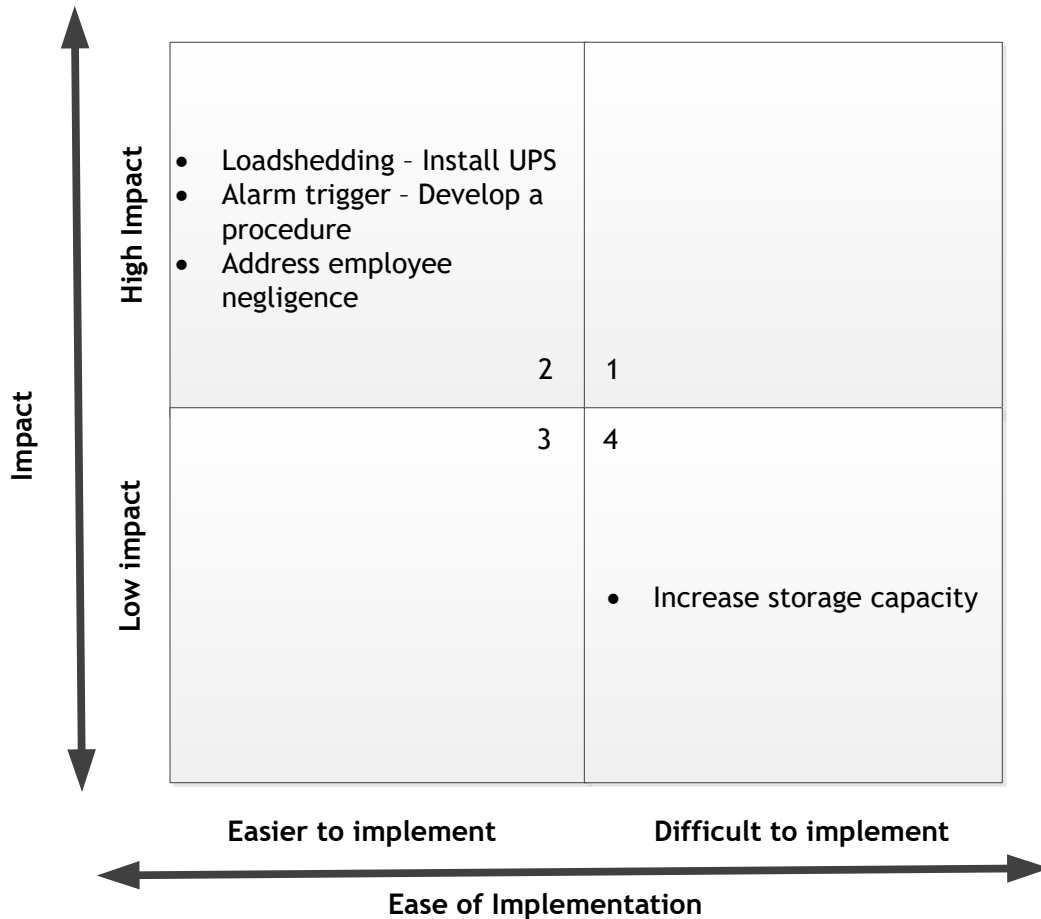 High Impact
• Loadshedding – Install UPS
• Alarm trigger – Develop a
procedure
• Address employee
negligence
2
1
Impact
3
4
Low impact
• Increase storage capacity
Easier to implement
Difficult to implement
Ease of Implementation